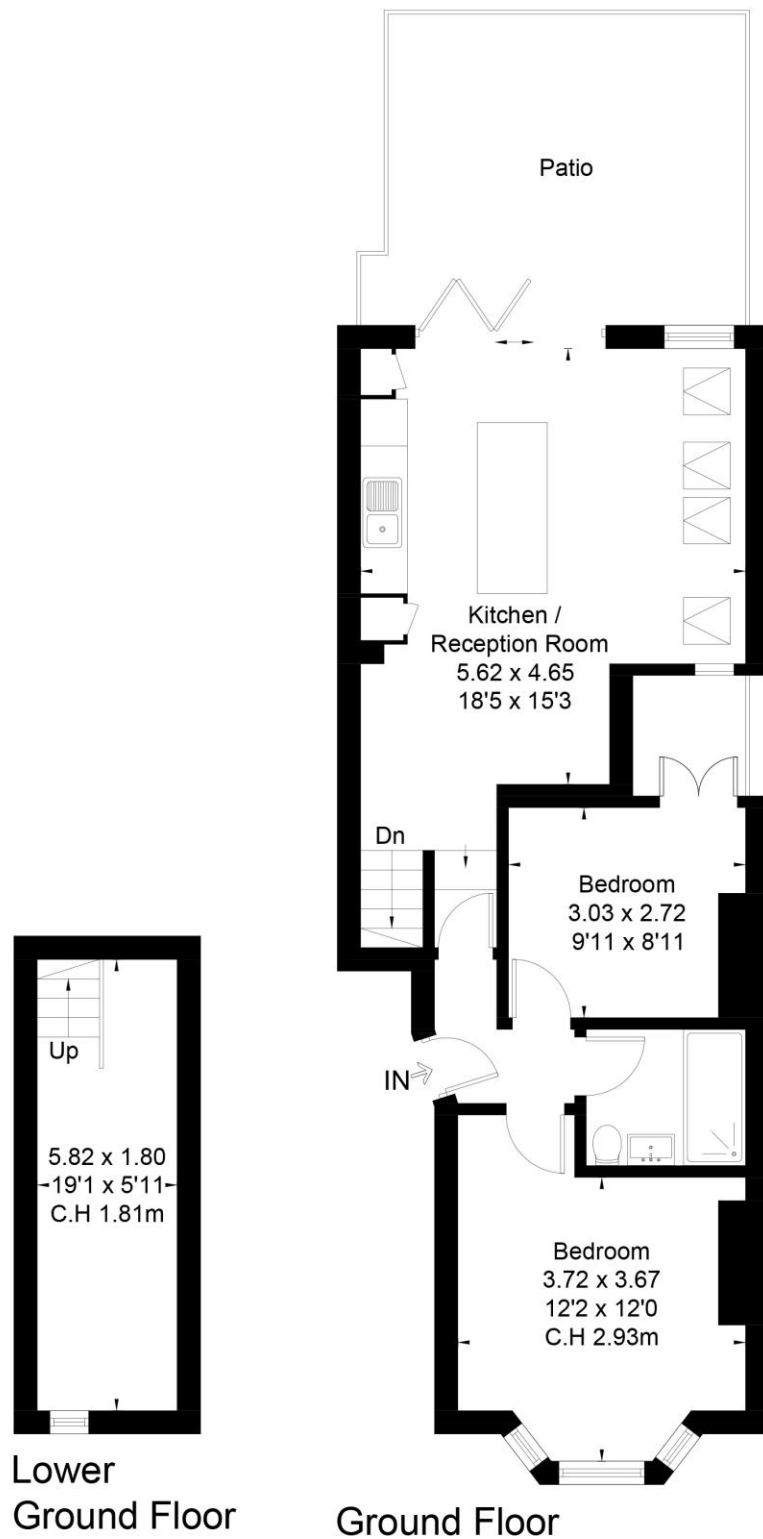 Patio
Kitchen /
Reception Room
5.62 x 4.65
18'5 x 15'3
Dn
Bedroom
3.03 x 2.72
9'11 x 8'11
IN
Bedroom
3.72 x 3.67
12'2 x 12'0
C.H 2.93m
Up
5.82 x 1.80
19'1 x 5'11
C.H 1.81m
Lower
Ground Floor
Ground Floor